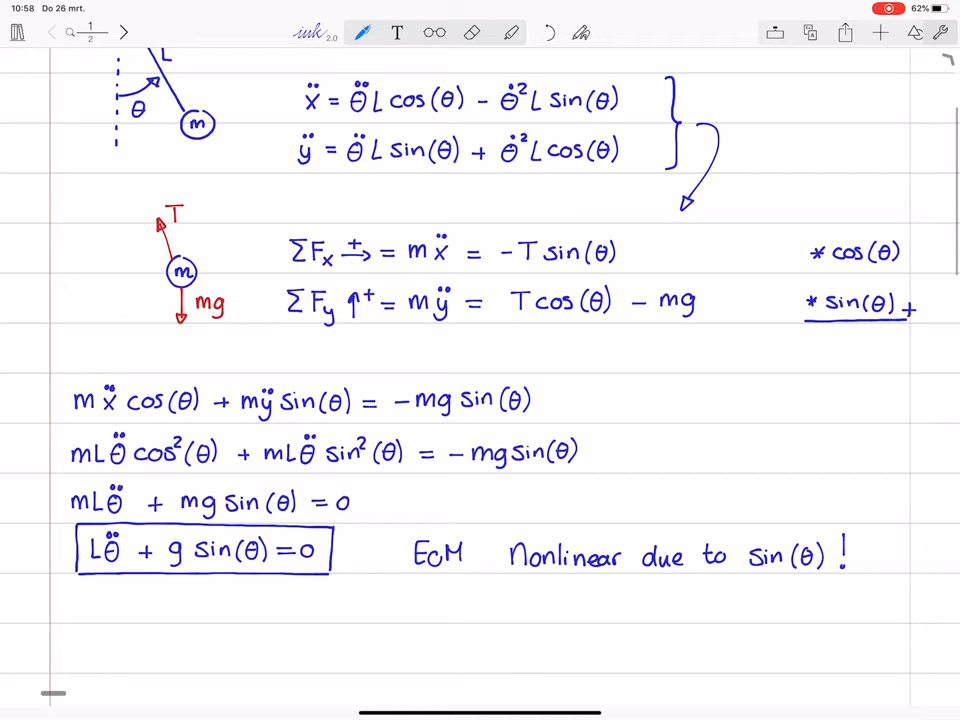 10:58 Do 26 mrt. 62%
1
2
ink 2.0 T
L
θ
m
ẍ = θ̈ L cos(θ) - θ̇² L sin(θ)
ÿ = θ̈ L sin(θ) + θ̇² L cos(θ)
T
m
mg
ΣFx +→ = mẍ = -T sin(θ) * cos(θ)
ΣFy ↑+ = mÿ = T cos(θ) - mg * sin(θ) +
mẍ cos(θ) + mÿ sin(θ) = -mg sin(θ)
mLθ̈ cos²(θ) + mLθ̈ sin²(θ) = -mg sin(θ)
mLθ̈ + mg sin(θ) = 0
Lθ̈ + g sin(θ) = 0 EoM Nonlinear due to sin(θ) !